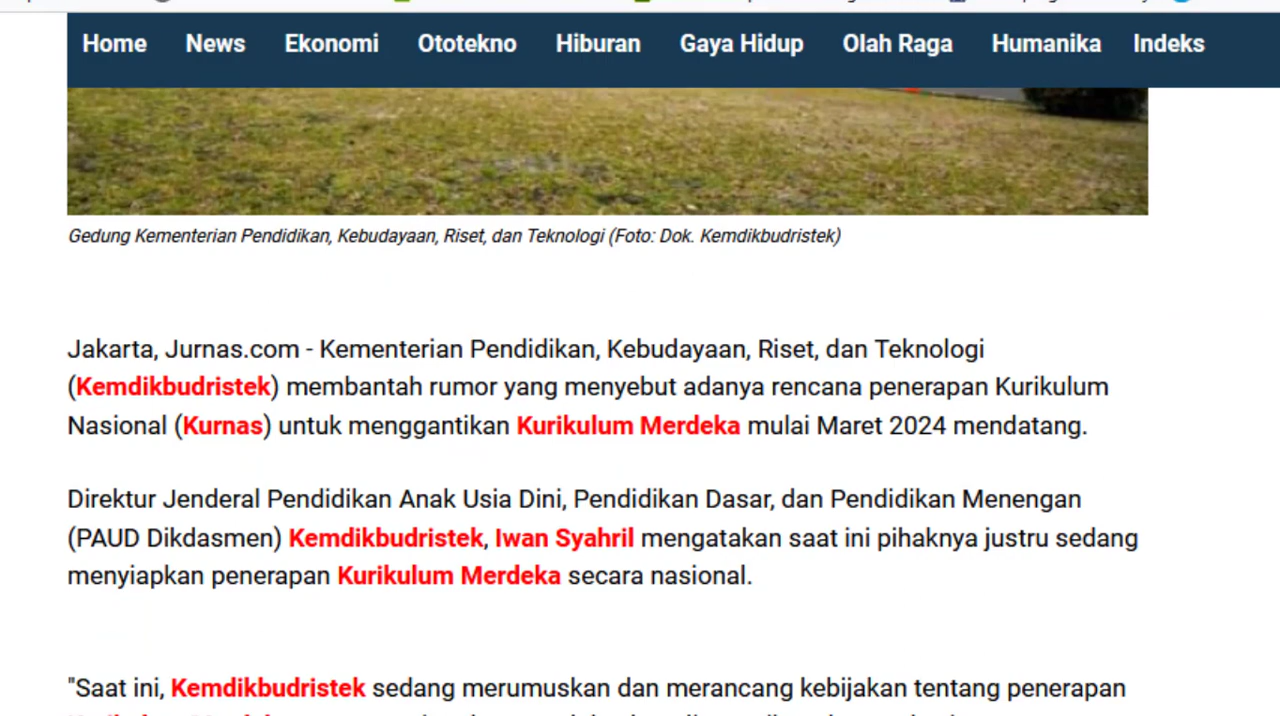 Home News Ekonomi Ototekno Hiburan Gaya Hidup Olah Raga Humanika Indeks
Gedung Kementerian Pendidikan, Kebudayaan, Riset, dan Teknologi (Foto: Dok. Kemdikbudristek)
Jakarta, Jurnas.com - Kementerian Pendidikan, Kebudayaan, Riset, dan Teknologi
(Kemdikbudristek) membantah rumor yang menyebut adanya rencana penerapan Kurikulum
Nasional (Kurnas) untuk menggantikan Kurikulum Merdeka mulai Maret 2024 mendatang.
Direktur Jenderal Pendidikan Anak Usia Dini, Pendidikan Dasar, dan Pendidikan Menengan
(PAUD Dikdasmen) Kemdikbudristek, Iwan Syahril mengatakan saat ini pihaknya justru sedang
menyiapkan penerapan Kurikulum Merdeka secara nasional.
"Saat ini, Kemdikbudristek sedang merumuskan dan merancang kebijakan tentang penerapan